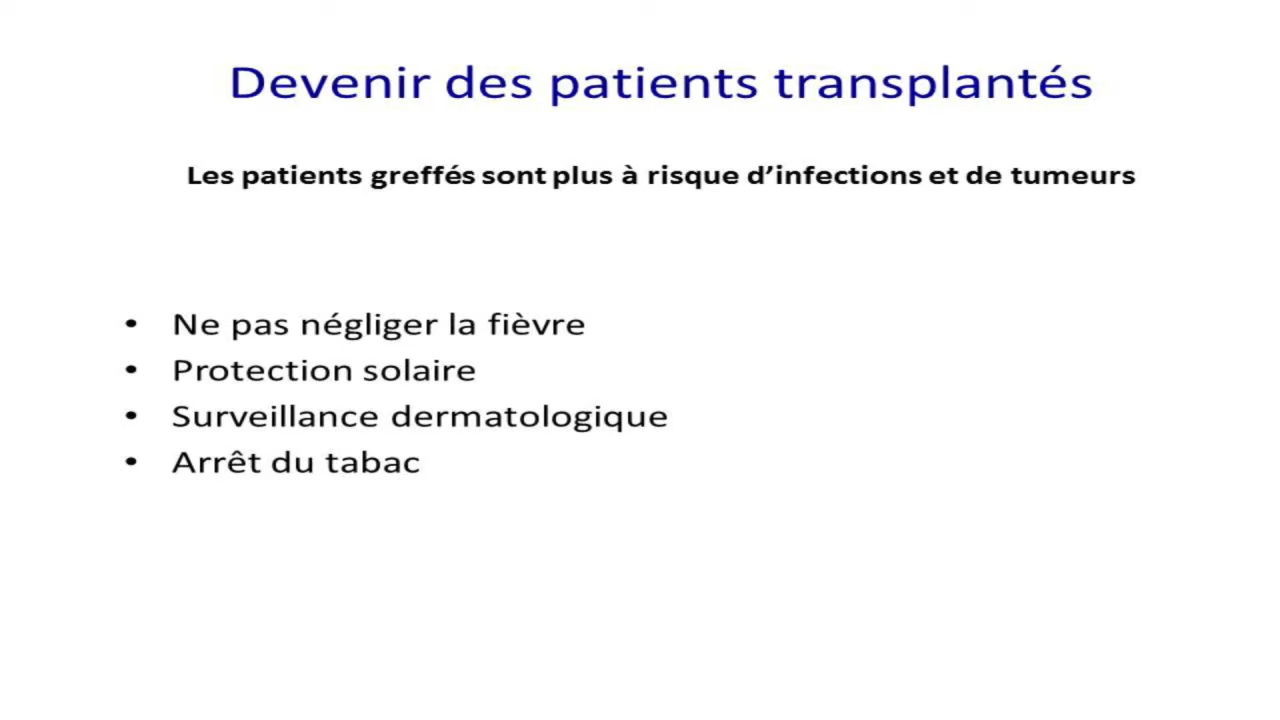 Devenir des patients transplantés
Les patients greffés sont plus à risque d’infections et de tumeurs
• Ne pas négliger la fièvre
• Protection solaire
• Surveillance dermatologique
• Arrêt du tabac